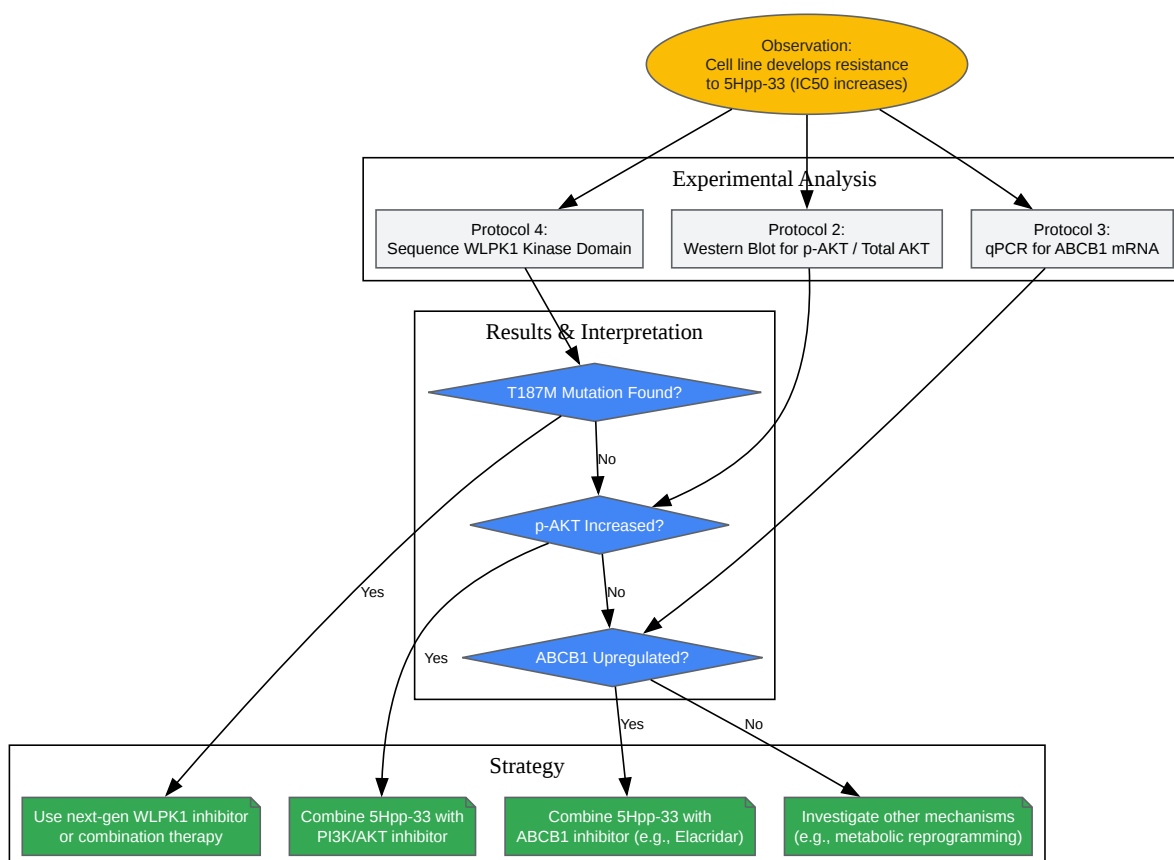 Observation:
Cell line develops resistance
to 5Hpp-33 (IC50 increases)
Experimental Analysis
Protocol 4:
Sequence WLPK1 Kinase Domain
Protocol 2:
Western Blot for p-AKT / Total AKT
Protocol 3:
qPCR for ABCB1 mRNA
Results & Interpretation
T187M Mutation Found?
No
p-AKT Increased?
Yes
No
Yes
ABCB1 Upregulated?
Yes
No
Strategy
Use next-gen WLPK1 inhibitor
or combination therapy
Combine 5Hpp-33 with
PI3K/AKT inhibitor
Combine 5Hpp-33 with
ABCB1 inhibitor (e.g., Elacridar)
Investigate other mechanisms
(e.g., metabolic reprogramming)